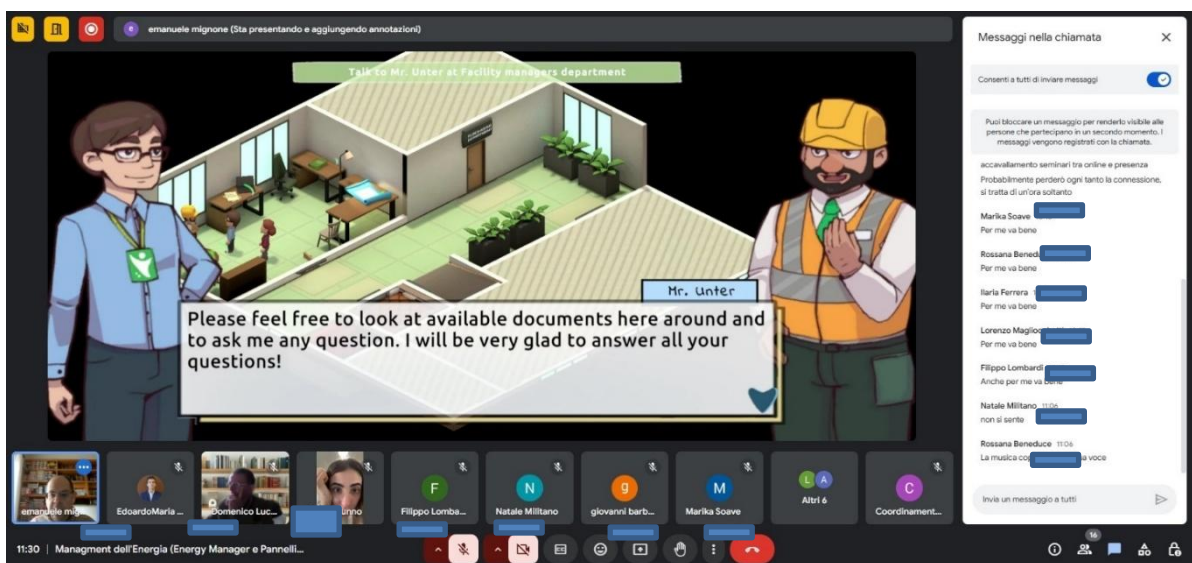 emanuele mignone (Sta presentando e aggiungendo annotazioni)
Talk to Mr. Unter at Facility managers department
Mr. Unter
Please feel free to look at available documents here around and
to ask me any question. I will be very glad to answer all your
questions!
Messaggi nella chiamata
Consenti a tutti di inviare messaggi
Puoi bloccare un messaggio per renderlo visibile alle
persone che partecipano in un secondo momento. I
messaggi vengono registrati con la chiamata.
accavallamento seminari tra online e presenza
Probabilmente perderò ogni tanto la connessione,
si tratta di un'ora soltanto
Marika Soave
Per me va bene
Rossana
Per me va bene
Ilaria Ferrera
Per me va bene
Lorenzo
Per me va bene
Filippo Lombardi
Anche per me va bene
Natale Militano 11:06
non si sente
Rossana Beneduce 11:06
La musica voce
Invia un messaggio a tutti
emanuele
EdoardoMaria ...
Domenico Luc...
F
Filippo Lomba...
N
Natale Militano
g
giovanni barb...
M
Marika Soave
L A
Altri 6
C
Coordinament...
11:30 | Managment dell'Energia (Energy Manager e Pannelli...
16